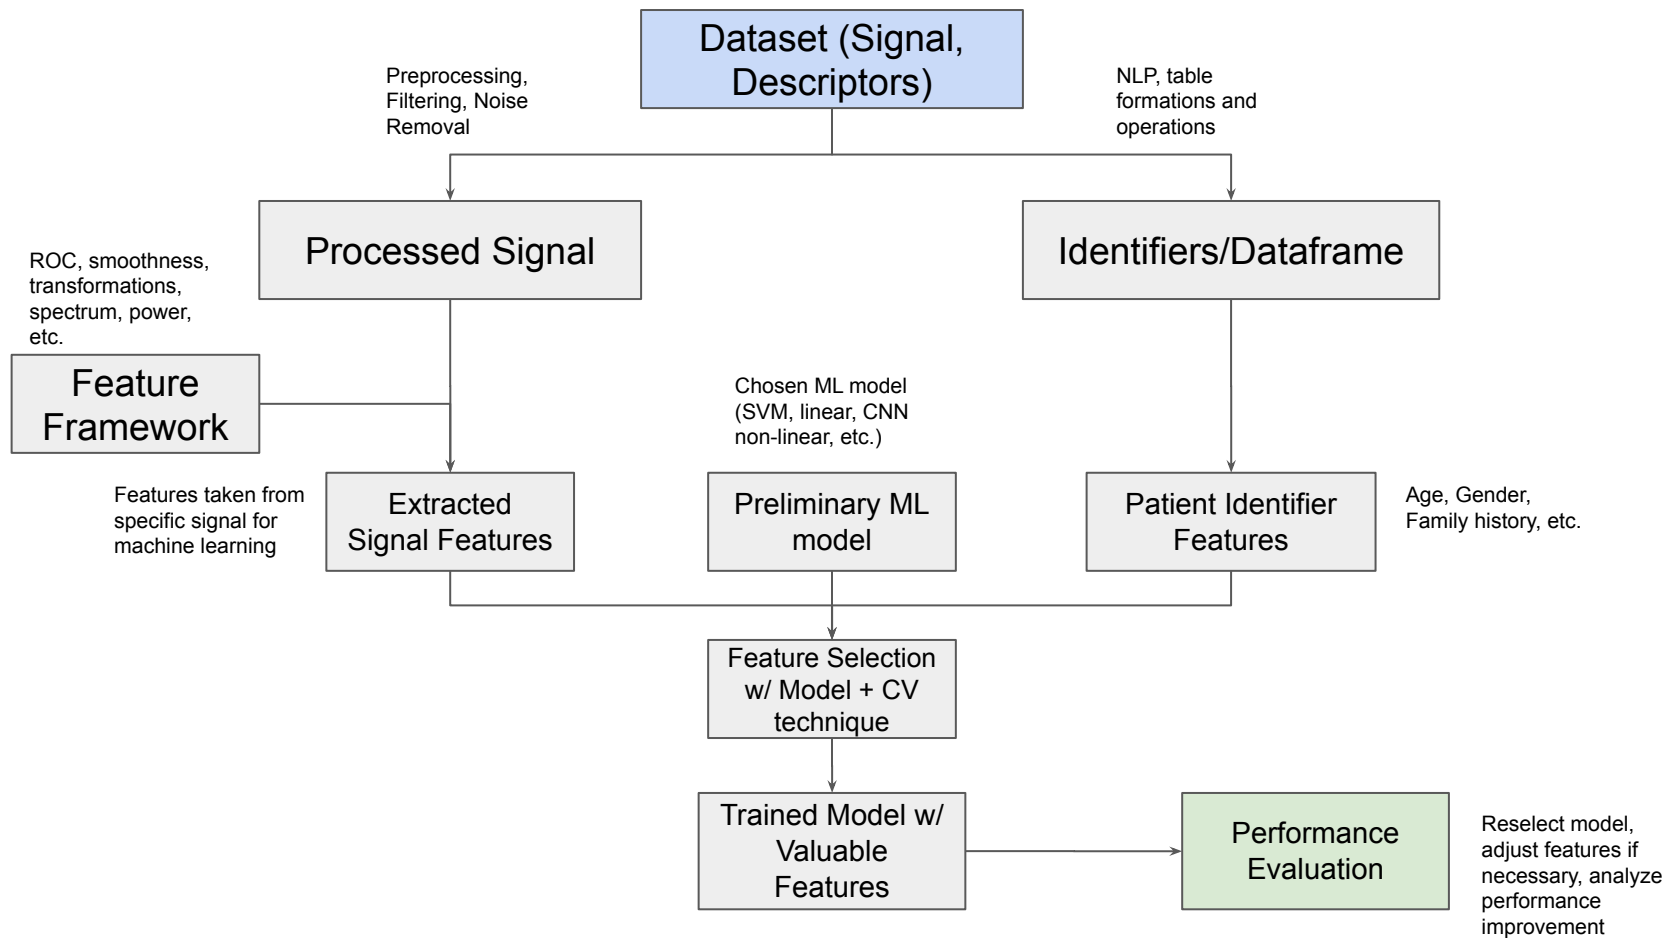 Dataset (Signal,
Descriptors)
Preprocessing,
Filtering, Noise
Removal
NLP, table
formations and
operations
Processed Signal
Identifiers/Dataframe
ROC, smoothness,
transformations,
spectrum, power,
etc.
Feature
Framework
Chosen ML model
(SVM, linear, CNN
non-linear, etc.)
Features taken from
specific signal for
machine learning
Extracted
Signal Features
Preliminary ML
model
Patient Identifier
Features
Age, Gender,
Family history, etc.
Feature Selection
w/ Model + CV
technique
Trained Model w/
Valuable
Features
Performance
Evaluation
Reselect model,
adjust features if
necessary, analyze
performance
improvement